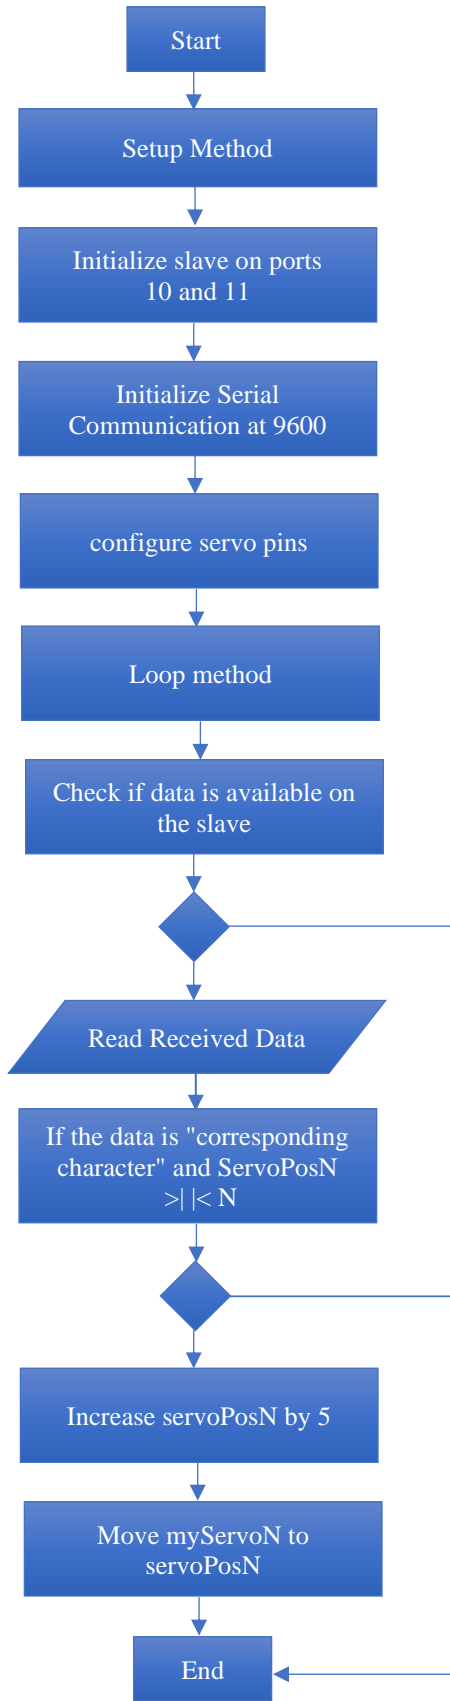 Start
Setup Method
Initialize slave on ports
10 and 11
Initialize Serial
Communication at 9600
configure servo pins
Loop method
Check if data is available on
the slave
Read Received Data
If the data is "corresponding
character" and ServoPosN
>| |< N
Increase servoPosN by 5
Move myServoN to
servoPosN
End